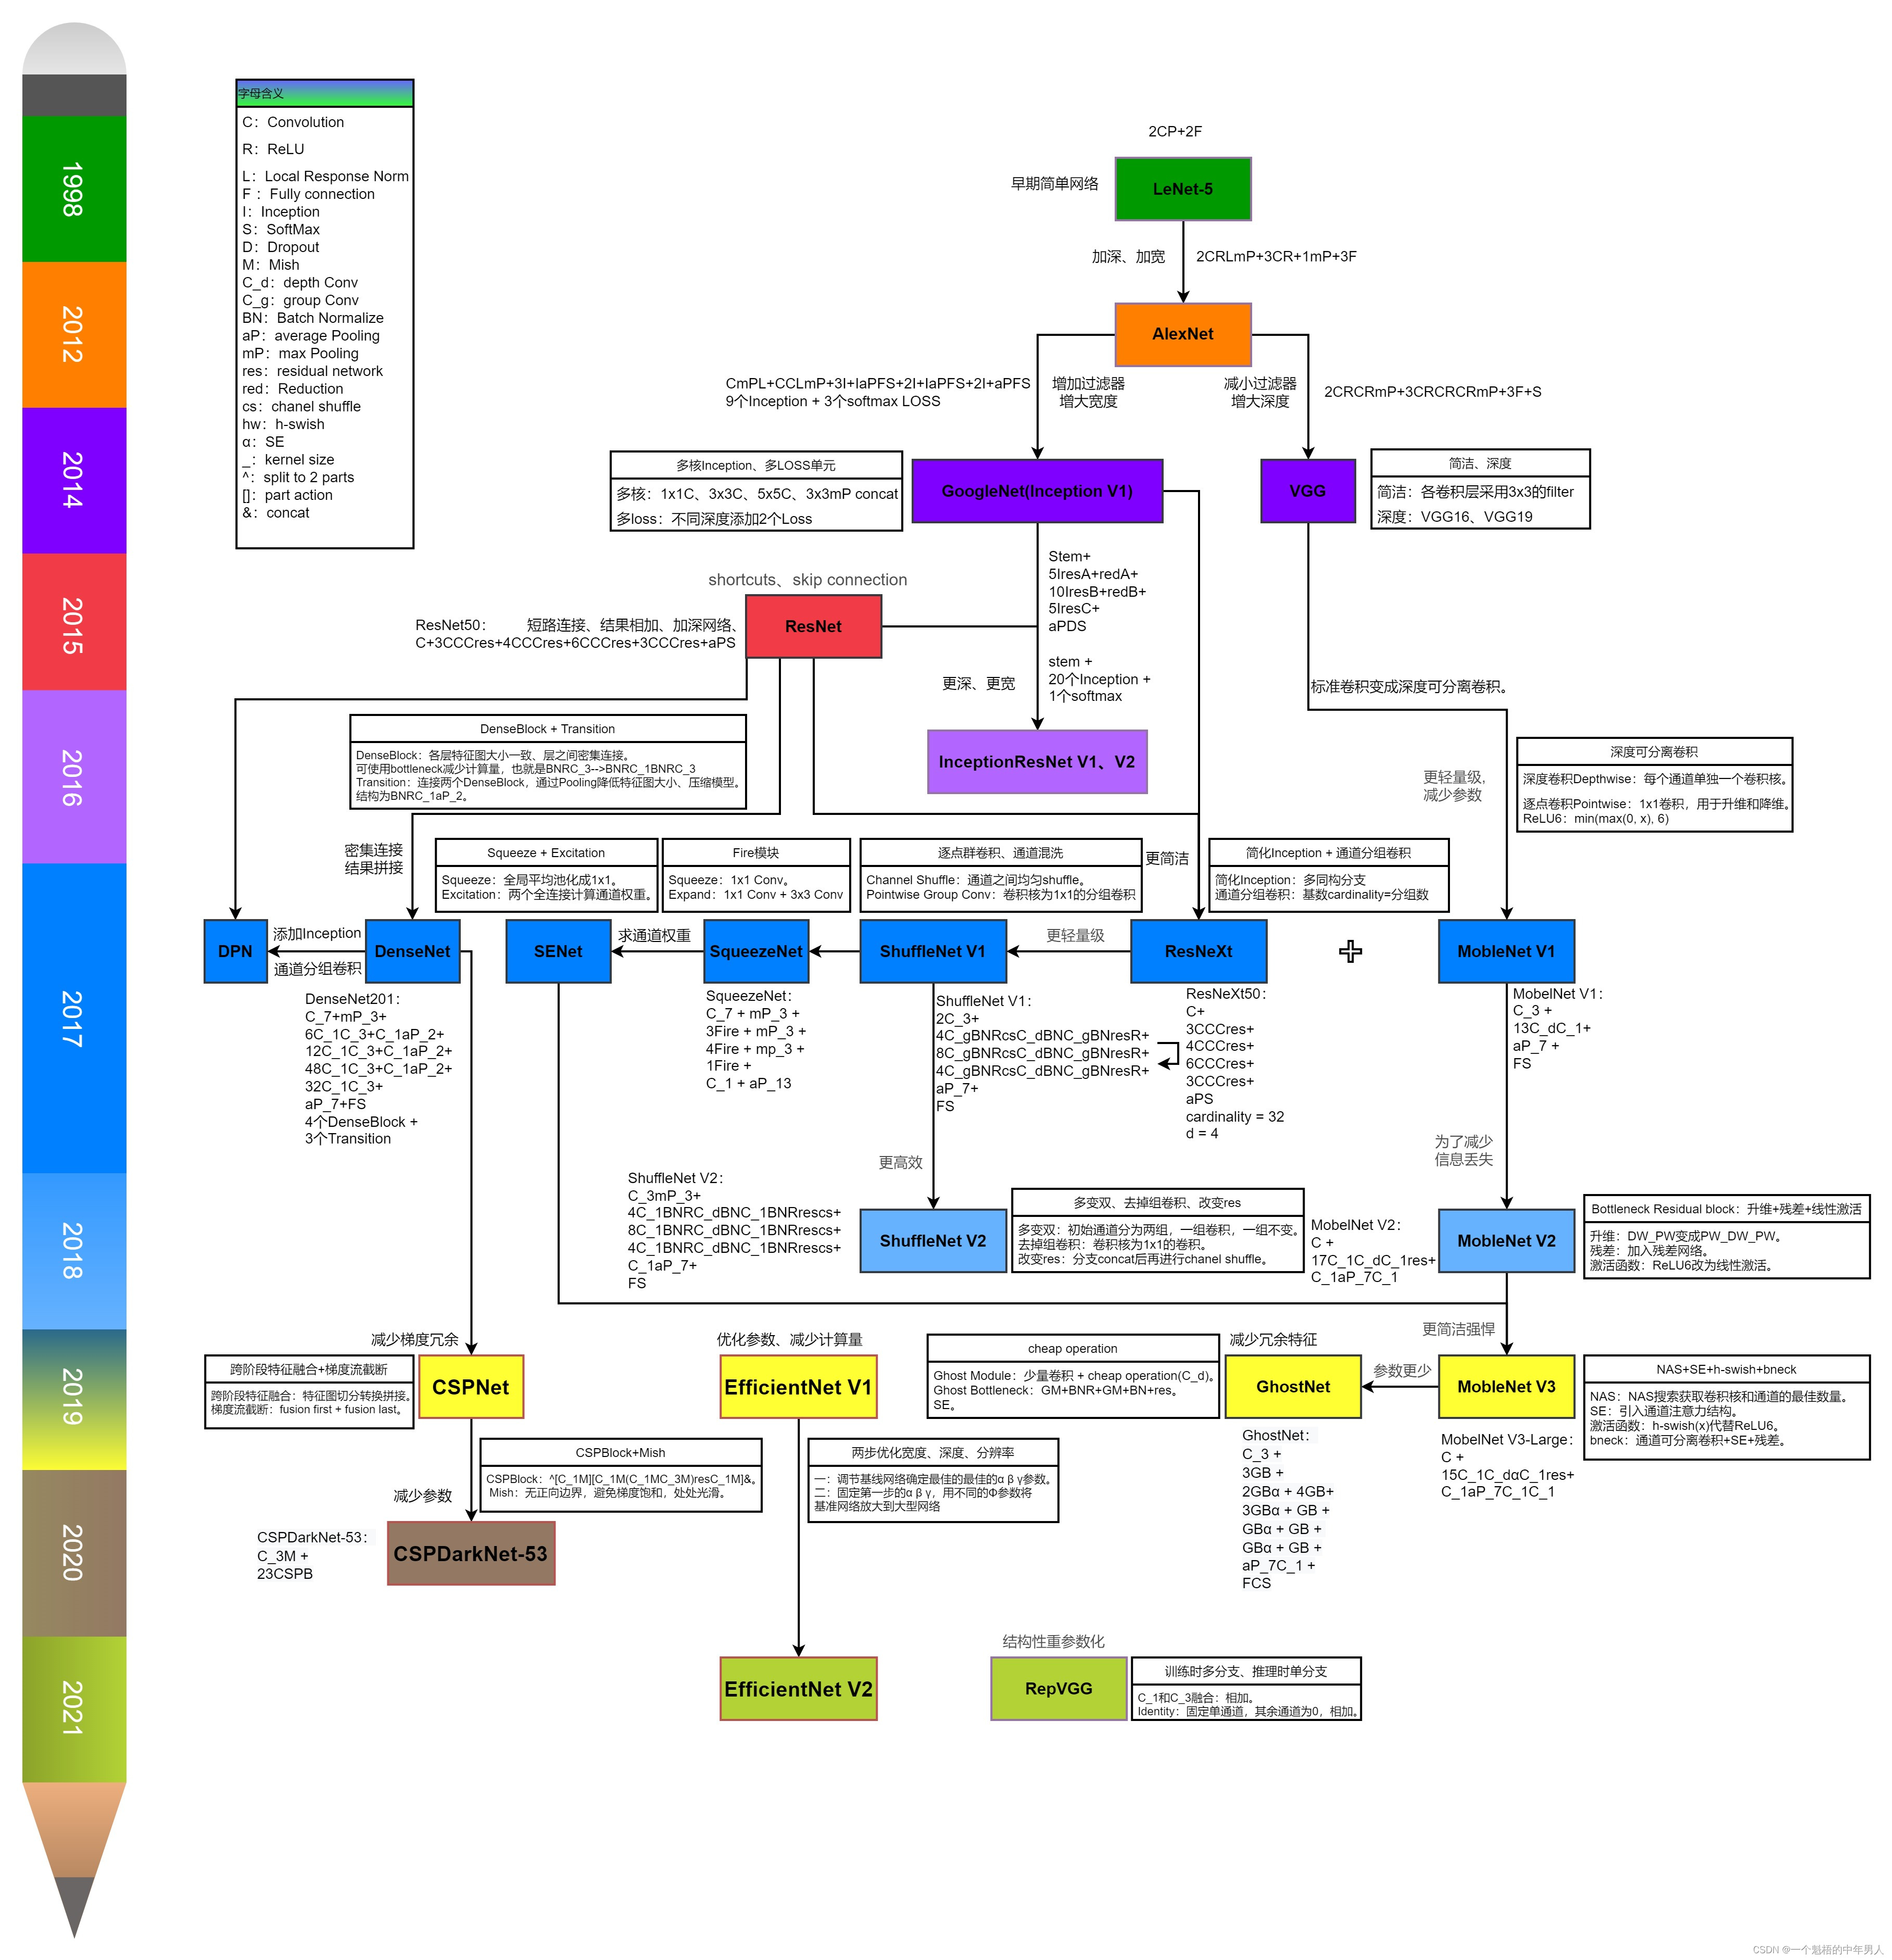 1998
2012
2014
2015
2016
2017
2018
2019
2020
2021
字母含义
C：Convolution
R：ReLU
L：Local Response Norm
F ：Fully connection
I：Inception
S：SoftMax
D：Dropout
M：Mish
C_d：depth Conv
C_g：group Conv
BN：Batch Normalize
aP：average Pooling
mP：max Pooling
res：residual network
red：Reduction
cs：chanel shuffle
hw：h-swish
α：SE
_：kernel size
^：split to 2 parts
[]：part action
&：concat
2CP+2F
早期简单网络
LeNet-5
加深、加宽
2CRLmP+3CR+1mP+3F
AlexNet
CmPL+CCLmP+3I+IaPFS+2I+IaPFS+2I+aPFS
9个Inception + 3个softmax LOSS
增加过滤器
增大宽度
减小过滤器
增大深度
2CRCRmP+3CRCRCRmP+3F+S
多核Inception、多LOSS单元
多核：1x1C、3x3C、5x5C、3x3mP concat
多loss：不同深度添加2个Loss
GoogleNet(Inception V1)
VGG
简洁、深度
简洁：各卷积层采用3x3的filter
深度：VGG16、VGG19
Stem+
5IresA+redA+
10IresB+redB+
5IresC+
aPDS
stem +
20个Inception +
1个softmax
shortcuts、skip connection
ResNet50： 短路连接、结果相加、加深网络、
C+3CCCres+4CCCres+6CCCres+3CCCres+aPS
ResNet
更深、更宽
InceptionResNet V1、V2
标准卷积变成深度可分离卷积。
DenseBlock + Transition
DenseBlock：各层特征图大小一致、层之间密集连接。
可使用bottleneck减少计算量，也就是BNRC_3-->BNRC_1BNRC_3
Transition：连接两个DenseBlock，通过Pooling降低特征图大小、压缩模型。
结构为BNRC_1aP_2。
更轻量级，
减少参数
深度可分离卷积
深度卷积Depthwise：每个通道单独一个卷积核。
逐点卷积Pointwise：1x1卷积，用于升维和降维。
ReLU6：min(max(0, x), 6)
密集连接
结果拼接
Squeeze + Excitation
Squeeze：全局平均池化成1x1。
Excitation：两个全连接计算通道权重。
Fire模块
Squeeze：1x1 Conv。
Expand：1x1 Conv + 3x3 Conv
逐点群卷积、通道混洗
Channel Shuffle：通道之间均匀shuffle。
Pointwise Group Conv：卷积核为1x1的分组卷积
更简洁
简化Inception + 通道分组卷积
简化Inception：多同构分支
通道分组卷积：基数cardinality=分组数
DPN
添加Inception
通道分组卷积
DenseNet
SENet
求通道权重
SqueezeNet
ShuffleNet V1
更轻量级
ResNeXt
MobleNet V1
DenseNet201：
C_7+mP_3+
6C_1C_3+C_1aP_2+
12C_1C_3+C_1aP_2+
48C_1C_3+C_1aP_2+
32C_1C_3+
aP_7+FS
4个DenseBlock +
3个Transition
SqueezeNet：
C_7 + mP_3 +
3Fire + mP_3 +
4Fire + mp_3 +
1Fire +
C_1 + aP_13
ShuffleNet V1：
2C_3+
4C_gBNRcsC_dBNC_gBNresR+
8C_gBNRcsC_dBNC_gBNresR+
4C_gBNRcsC_dBNC_gBNresR+
aP_7+
FS
ResNeXt50：
C+
3CCCres+
4CCCres+
6CCCres+
3CCCres+
aPS
cardinality = 32
d = 4
MobelNet V1：
C_3 +
13C_dC_1+
aP_7 +
FS
更高效
为了减少
信息丢失
ShuffleNet V2：
C_3mP_3+
4C_1BNRC_dBNC_1BNRrescs+
8C_1BNRC_dBNC_1BNRrescs+
4C_1BNRC_dBNC_1BNRrescs+
C_1aP_7+
FS
ShuffleNet V2
多变双、去掉组卷积、改变res
多变双：初始通道分为两组，一组卷积，一组不变。
去掉组卷积：卷积核为1x1的卷积。
改变res：分支concat后再进行chanel shuffle。
MobelNet V2：
C +
17C_1C_dC_1res+
C_1aP_7C_1
MobleNet V2
Bottleneck Residual block：升维+残差+线性激活
升维：DW_PW变成PW_DW_PW。
残差：加入残差网络。
激活函数：ReLU6改为线性激活。
减少梯度冗余
优化参数、减少计算量
减少冗余特征
更简洁强悍
跨阶段特征融合+梯度流截断
跨阶段特征融合：特征图切分转换拼接。
梯度流截断：fusion first + fusion last。
CSPNet
EfficientNet V1
cheap operation
Ghost Module：少量卷积 + cheap operation(C_d)。
Ghost Bottleneck：GM+BNR+GM+BN+res。
SE。
GhostNet
参数更少
MobleNet V3
NAS+SE+h-swish+bneck
NAS：NAS搜索获取卷积核和通道的最佳数量。
SE：引入通道注意力结构。
激活函数：h-swish(x)代替ReLU6。
bneck：通道可分离卷积+SE+残差。
CSPBlock+Mish
CSPBlock：^[C_1M][C_1M(C_1MC_3M)resC_1M]&。
Mish：无正向边界，避免梯度饱和，处处光滑。
两步优化宽度、深度、分辨率
一：调节基线网络确定最佳的最佳的α β γ参数。
二：固定第一步的α β γ，用不同的Φ参数将
基准网络放大到大型网络
GhostNet：
C_3 +
3GB +
2GBα + 4GB+
3GBα + GB +
GBα + GB +
GBα + GB +
aP_7C_1 +
FCS
MobelNet V3-Large：
C +
15C_1C_dαC_1res+
C_1aP_7C_1C_1
减少参数
CSPDarkNet-53：
C_3M +
23CSPB
CSPDarkNet-53
结构性重参数化
EfficientNet V2
RepVGG
训练时多分支、推理时单分支
C_1和C_3融合：相加。
Identity：固定单通道，其余通道为0，相加。
CSDN @一个魁梧的中年男人